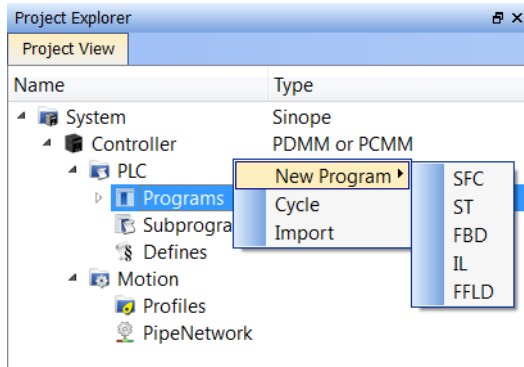 Project Explorer
Project View
Name Type
System Sinope
Controller PDMM or PCMM
PLC
Programs
Subprogra
Defines
Motion
Profiles
PipeNetwork
New Program
Cycle
Import
SFC
ST
FBD
IL
FFLD